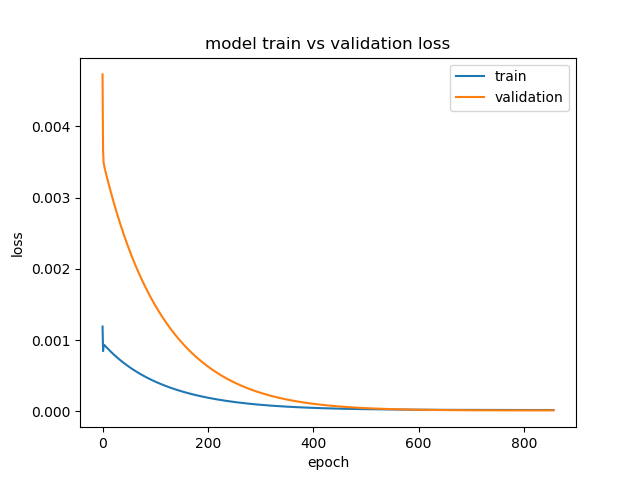 model train vs validation loss
train
validation
0.004
0.003
0.002
0.001
0.000
loss
0 200 400 600 800
epoch